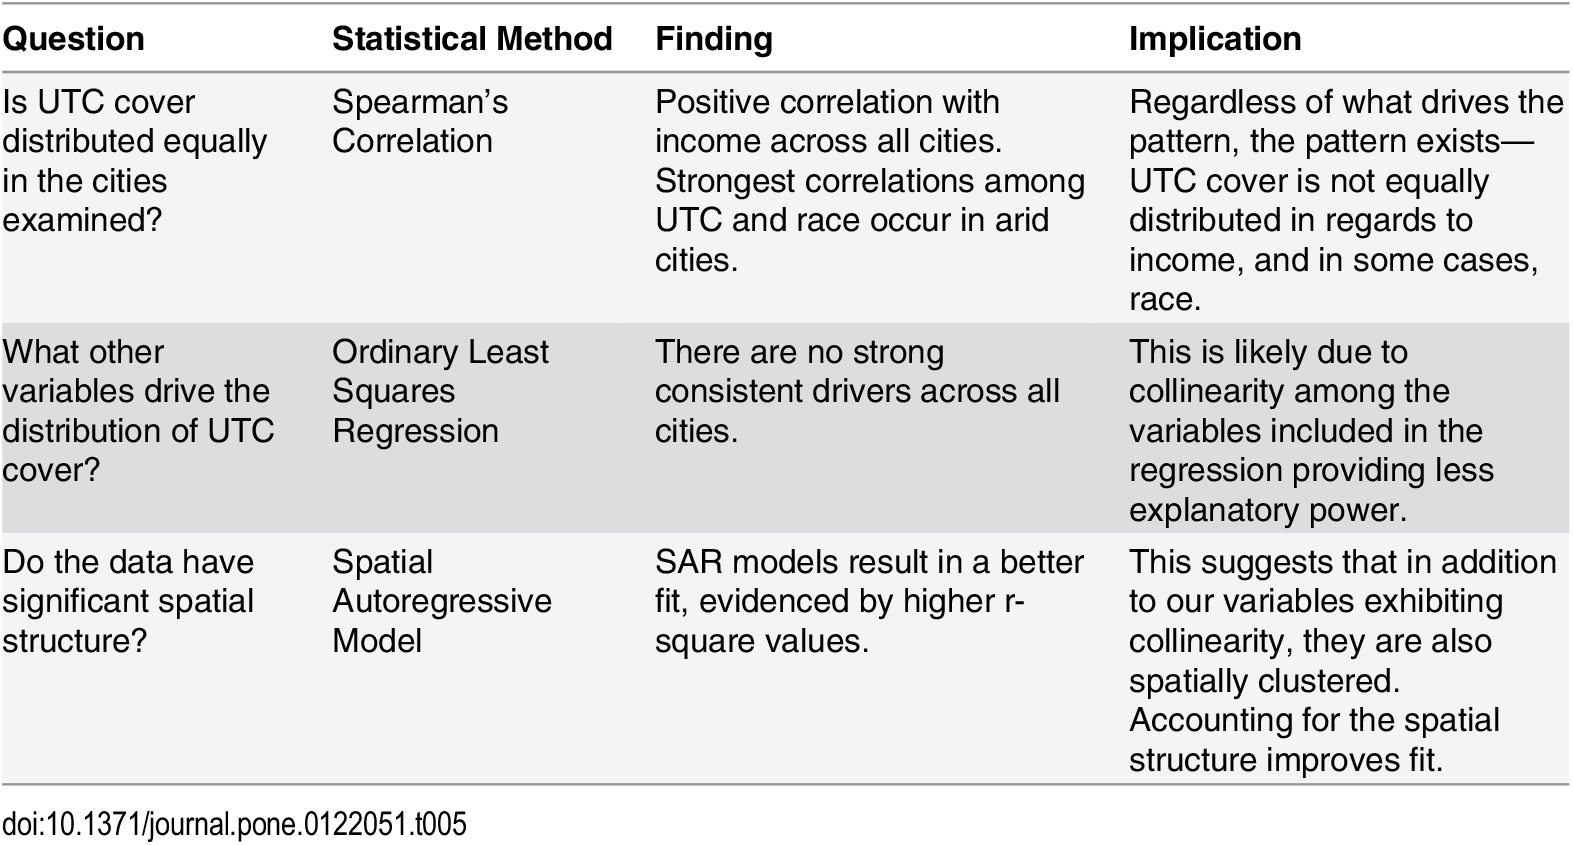 Question Statistical Method Finding Implication
Is UTC cover
distributed equally
in the cities
examined?
Spearman’s
Correlation
Positive correlation with
income across all cities.
Strongest correlations among
UTC and race occur in arid
cities.
Regardless of what drives the
pattern, the pattern exists—
UTC cover is not equally
distributed in regards to
income, and in some cases,
race.
What other
variables drive the
distribution of UTC
cover?
Ordinary Least
Squares
Regression
There are no strong
consistent drivers across all
cities.
This is likely due to
collinearity among the
variables included in the
regression providing less
explanatory power.
Do the data have
significant spatial
structure?
Spatial
Autoregressive
Model
SAR models result in a better
fit, evidenced by higher r-
square values.
This suggests that in addition
to our variables exhibiting
collinearity, they are also
spatially clustered.
Accounting for the spatial
structure improves fit.
doi:10.1371/journal.pone.0122051.t005